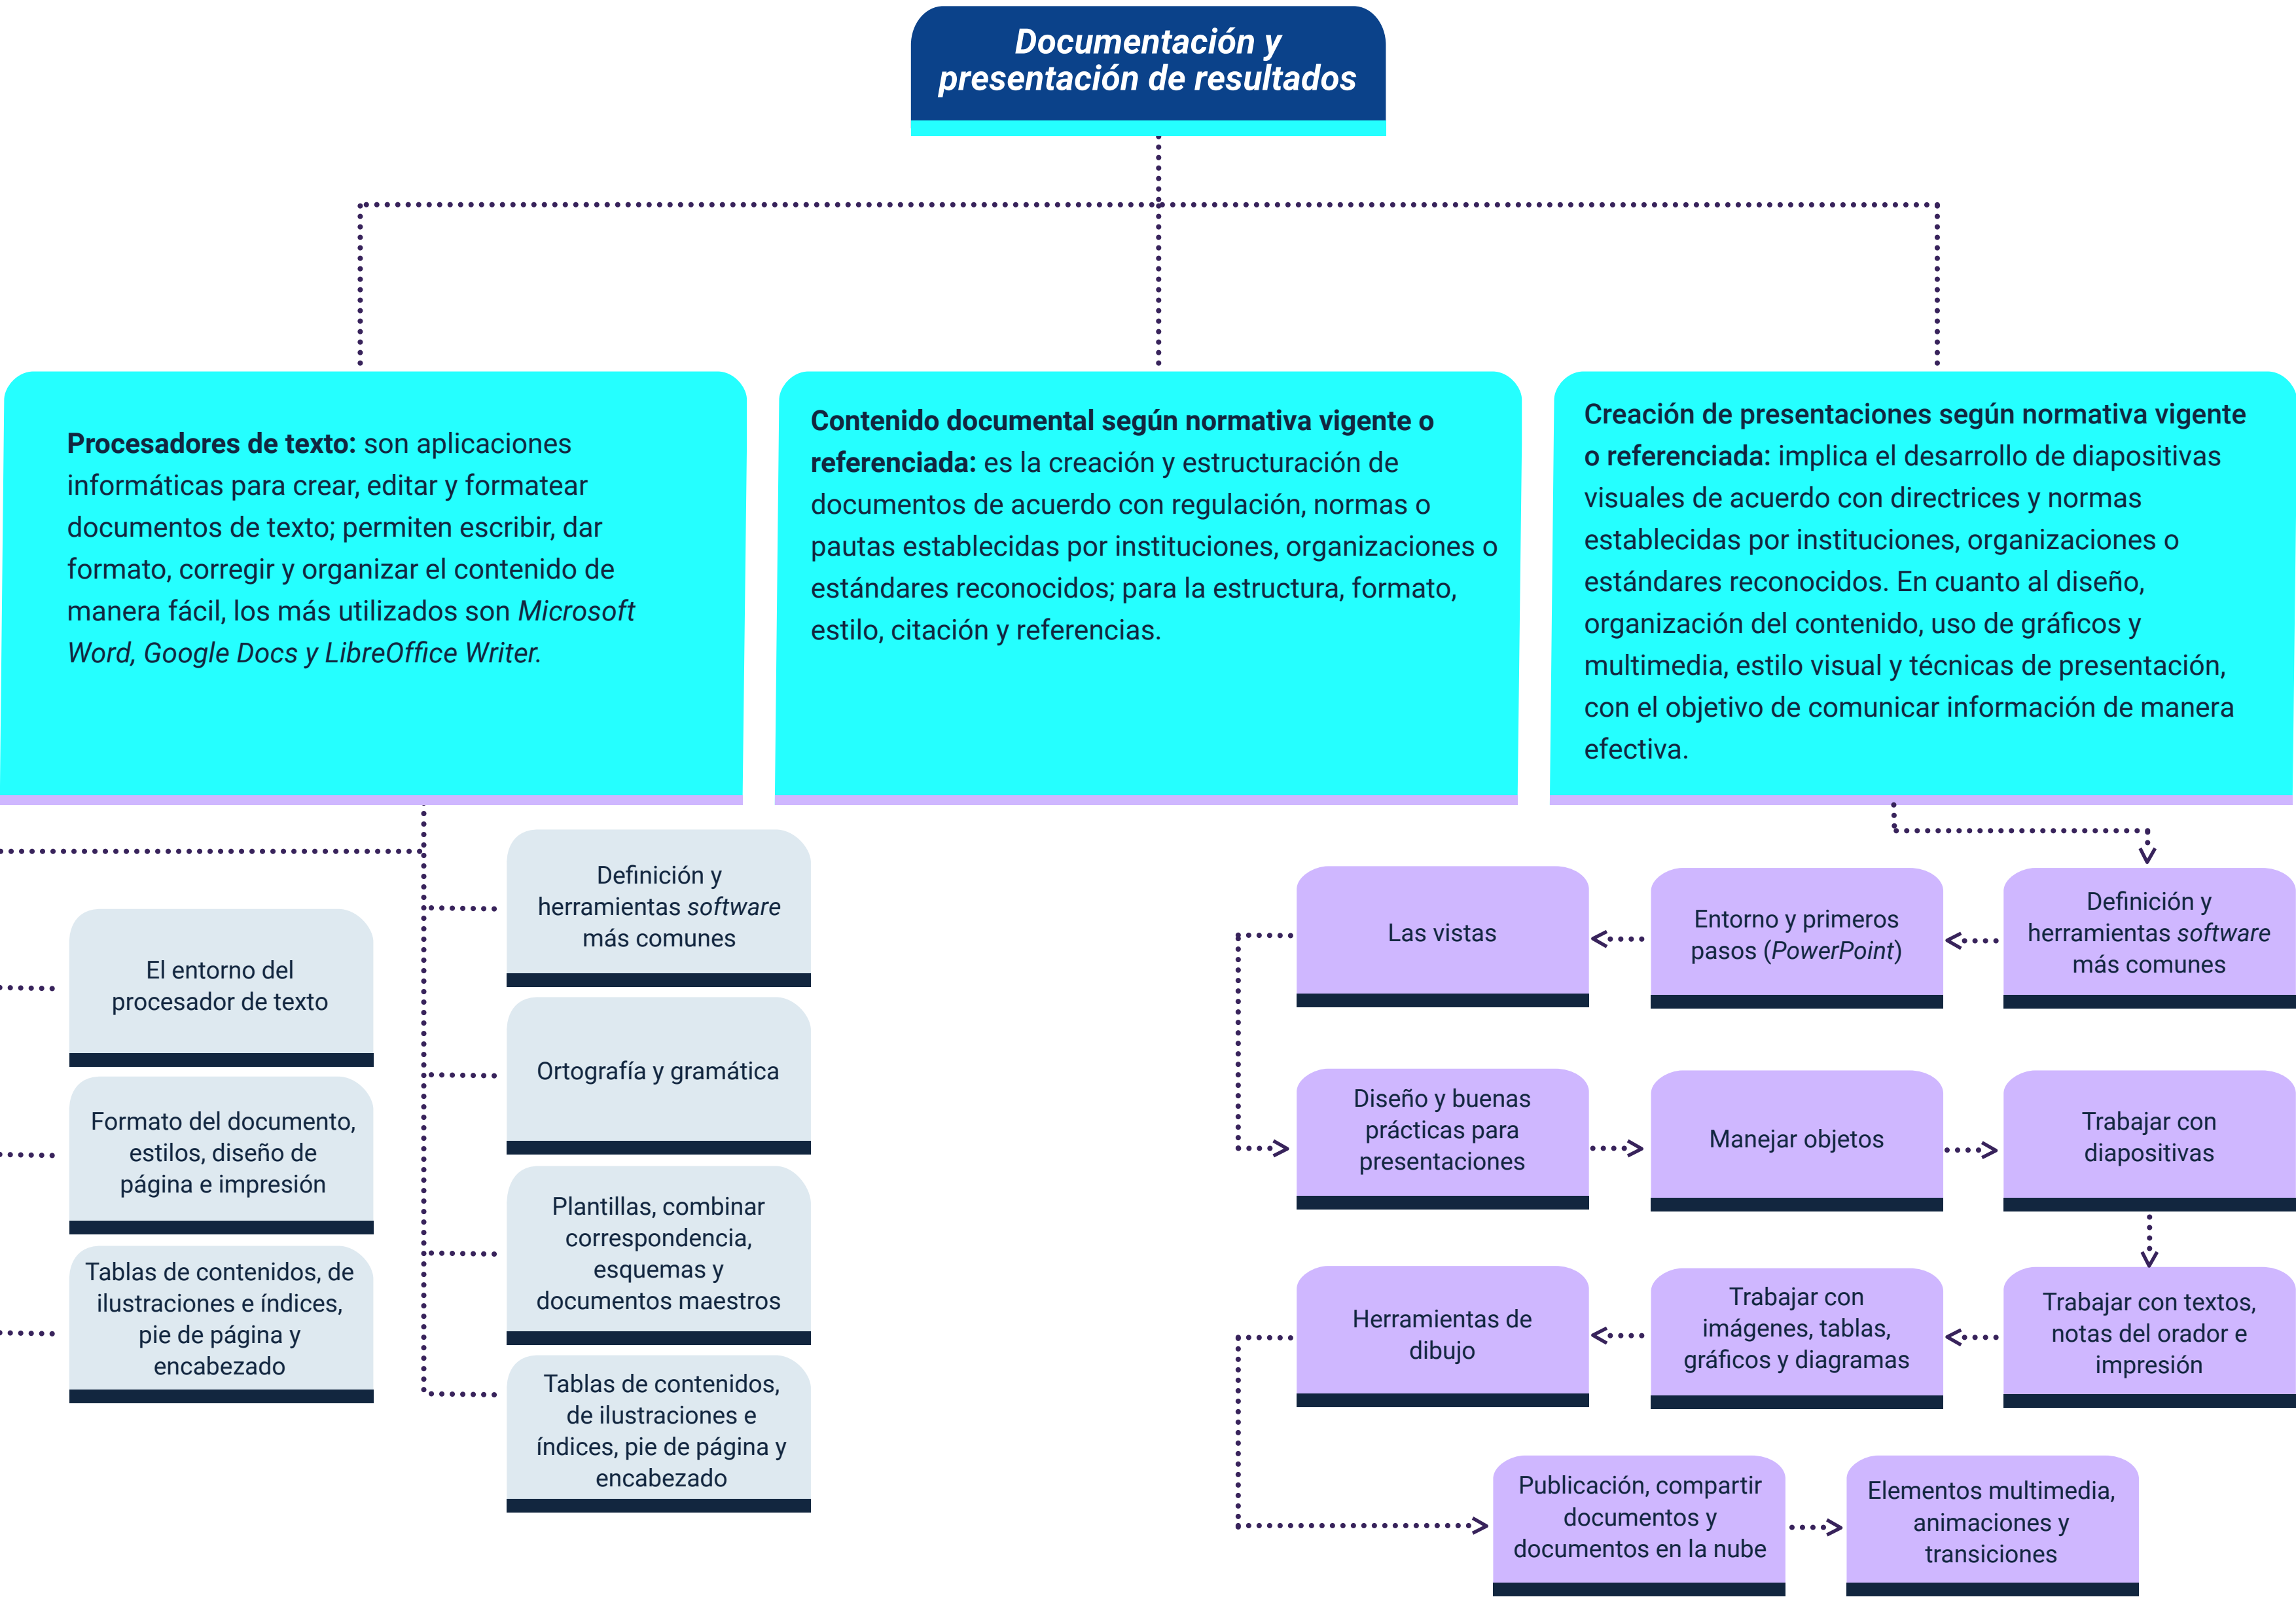 Documentación y
presentación de resultados
Procesadores de texto: son aplicaciones
informáticas para crear, editar y formatear
documentos de texto; permiten escribir, dar
formato, corregir y organizar el contenido de
manera fácil, los más utilizados son Microsoft
Word, Google Docs y LibreOffice Writer.
Contenido documental según normativa vigente o
referenciada: es la creación y estructuración de
documentos de acuerdo con regulación, normas o
pautas establecidas por instituciones, organizaciones o
estándares reconocidos; para la estructura, formato,
estilo, citación y referencias.
Creación de presentaciones según normativa vigente
o referenciada: implica el desarrollo de diapositivas
visuales de acuerdo con directrices y normas
establecidas por instituciones, organizaciones o
estándares reconocidos. En cuanto al diseño,
organización del contenido, uso de gráficos y
multimedia, estilo visual y técnicas de presentación,
con el objetivo de comunicar información de manera
efectiva.
El entorno del
procesador de texto
Formato del documento,
estilos, diseño de
página e impresión
Tablas de contenidos, de
ilustraciones e índices,
pie de página y
encabezado
Definición y
herramientas software
más comunes
Ortografía y gramática
Plantillas, combinar
correspondencia,
esquemas y
documentos maestros
Tablas de contenidos,
de ilustraciones e
índices, pie de página y
encabezado
Definición y
herramientas software
más comunes
Entorno y primeros
pasos (PowerPoint)
Las vistas
Diseño y buenas
prácticas para
presentaciones
Manejar objetos
Trabajar con
diapositivas
Trabajar con textos,
notas del orador e
impresión
Trabajar con
imágenes, tablas,
gráficos y diagramas
Herramientas de
dibujo
Publicación, compartir
documentos y
documentos en la nube
Elementos multimedia,
animaciones y
transiciones